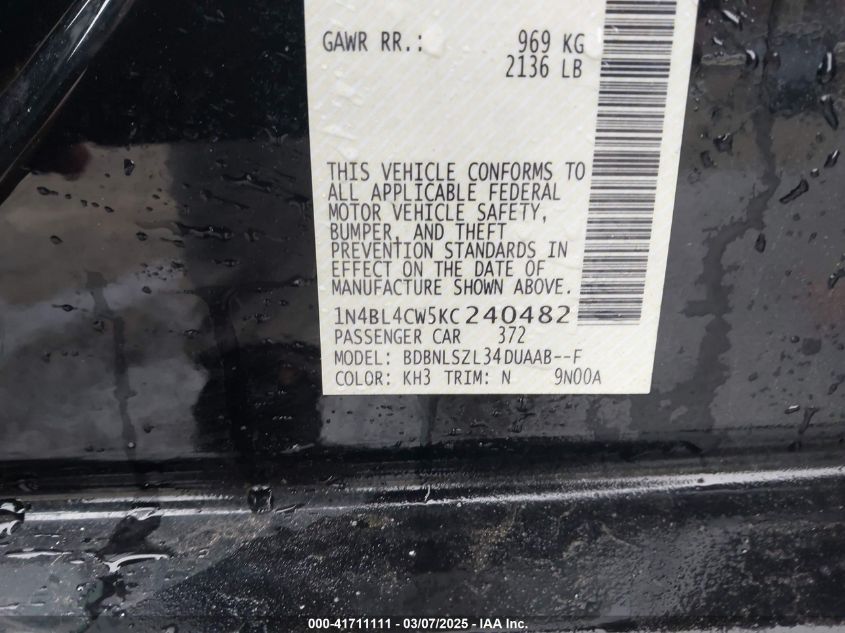 GAWR RR.: 969 KG
2136 LB
THIS VEHICLE CONFORMS TO
ALL APPLICABLE FEDERAL
MOTOR VEHICLE SAFETY,
BUMPER, AND THEFT
PREVENTION STANDARDS IN
EFFECT ON THE DATE OF
MANUFACTURE SHOWN ABOVE.
1N4BL4CW5KC240482
PASSENGER CAR 372
MODEL: BDBNLSZL34DUAAB--F
COLOR: KH3 TRIM: N 9N00A
000-41711111 - 03/07/2025 - IAA Inc.